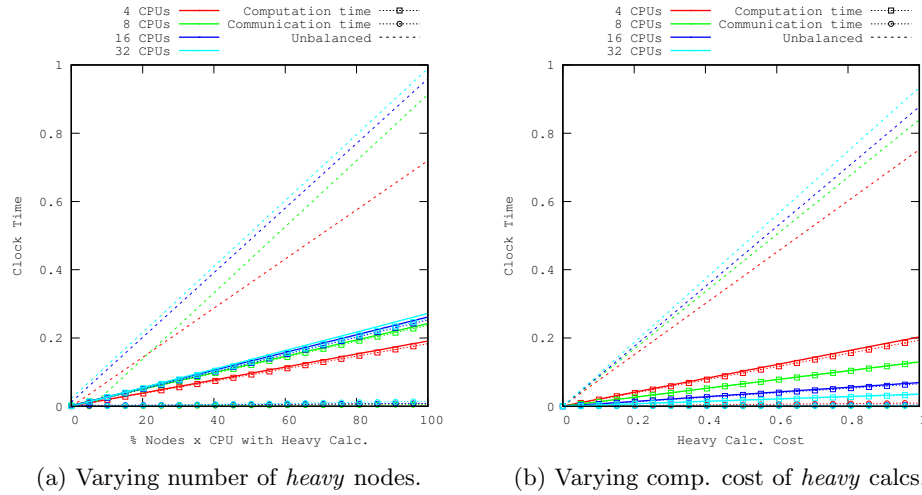 4 CPUs Computation time
8 CPUs Communication time
16 CPUs Unbalanced
32 CPUs
1
0.8
0.6
0.4
0.2
0
Clock Time
0 20 40 60 80 100
% Nodes x CPU with Heavy Calc.
(a) Varying number of heavy nodes.
4 CPUs Computation time
8 CPUs Communication time
16 CPUs Unbalanced
32 CPUs
1
0.8
0.6
0.4
0.2
0
Clock Time
0 0.2 0.4 0.6 0.8 1
Heavy Calc. Cost
(b) Varying comp. cost of heavy calcs